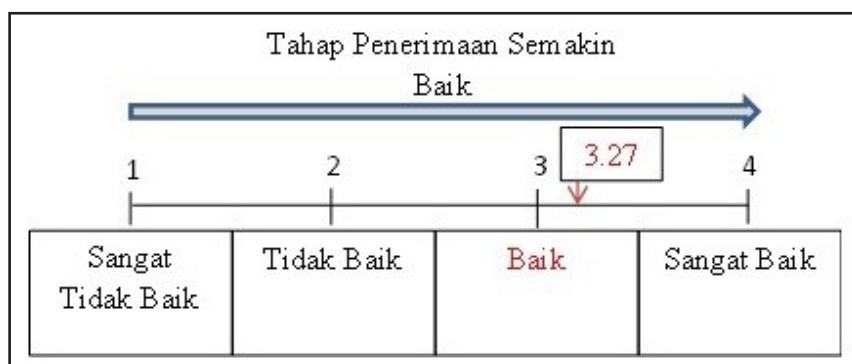 Tahap Penerimaan Semakin
Baik
3.27
1 2 3 4
Sangat Tidak Baik Baik Sangat Baik
Tidak Baik